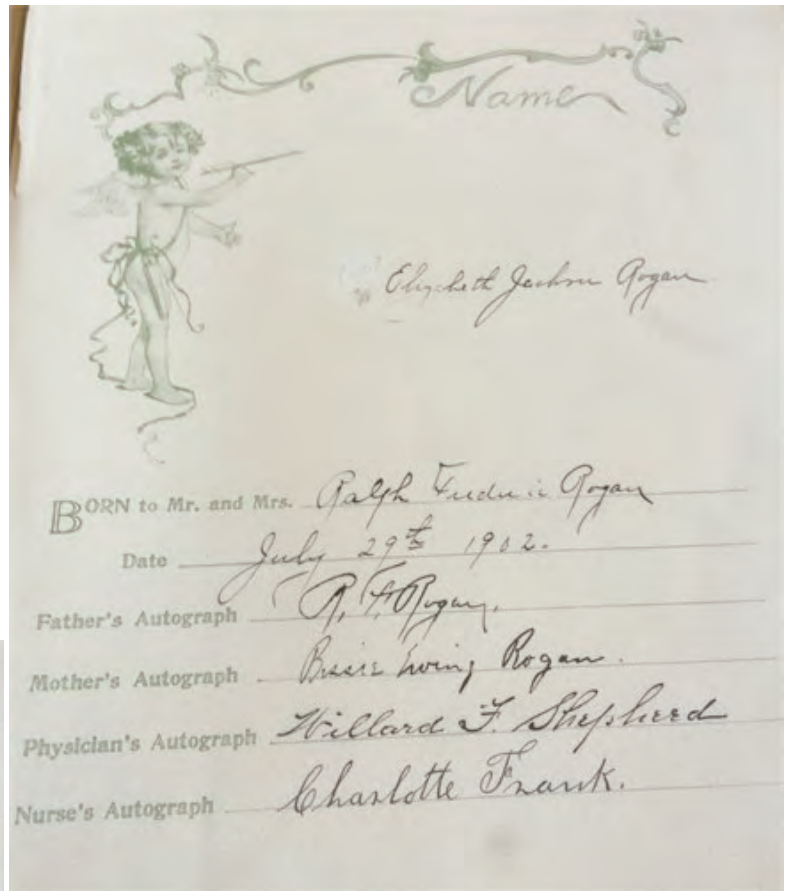 Name
Elizabeth Jackson Rogan
BORN to Mr. and Mrs. Ralph Frederic Rogan
Date July 29th 1902.
Father's Autograph R. F. Rogan.
Mother's Autograph Bessie Ewing Rogan.
Physician's Autograph Willard F. Shepherd
Nurse's Autograph Charlotte Frank.